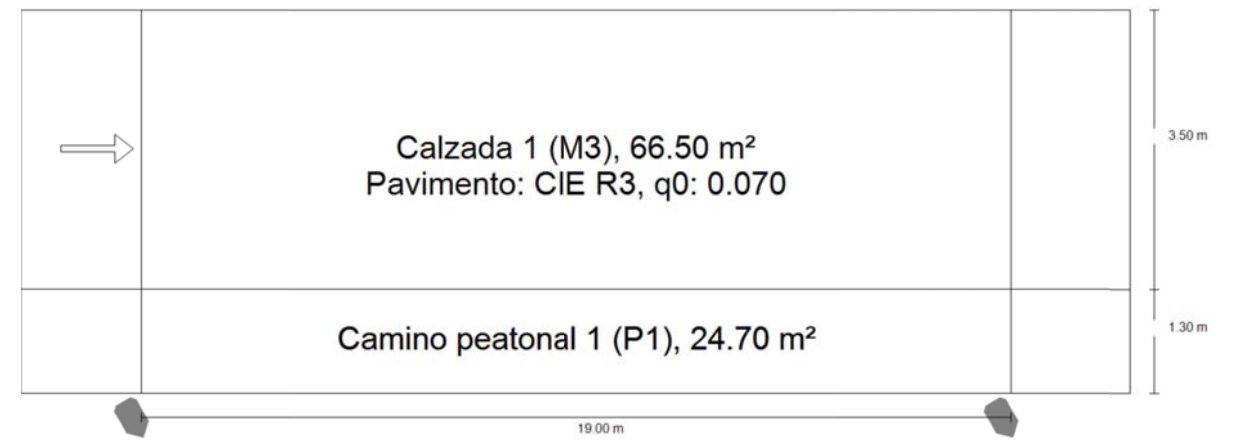 Calzada 1 (M3), 66.50 m²
Pavimento: CIE R3, q0: 0.070
3.50 m
Camino peatonal 1 (P1), 24.70 m²
1.30 m
19.00 m